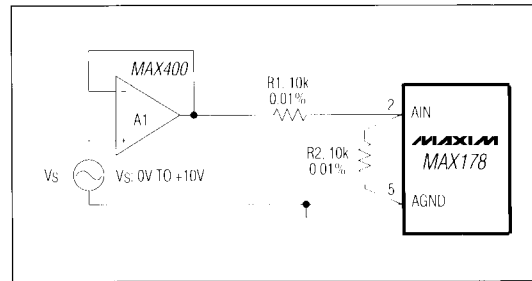 MAX400
−
A1
+
R1. 10k
0.01%
2
AIN
MAXIM
MAX178
R2. 10k
0.01%
5
AGND
VS
VS: 0V TO +10V